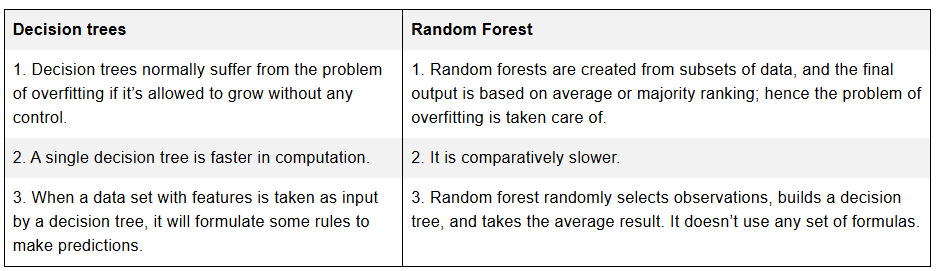 Decision trees
Random Forest
1. Decision trees normally suffer from the problem
of overfitting if it’s allowed to grow without any
control.
1. Random forests are created from subsets of data, and the final
output is based on average or majority ranking; hence the problem of
overfitting is taken care of.
2. A single decision tree is faster in computation.
2. It is comparatively slower.
3. When a data set with features is taken as input
by a decision tree, it will formulate some rules to
make predictions.
3. Random forest randomly selects observations, builds a decision
tree, and takes the average result. It doesn’t use any set of formulas.